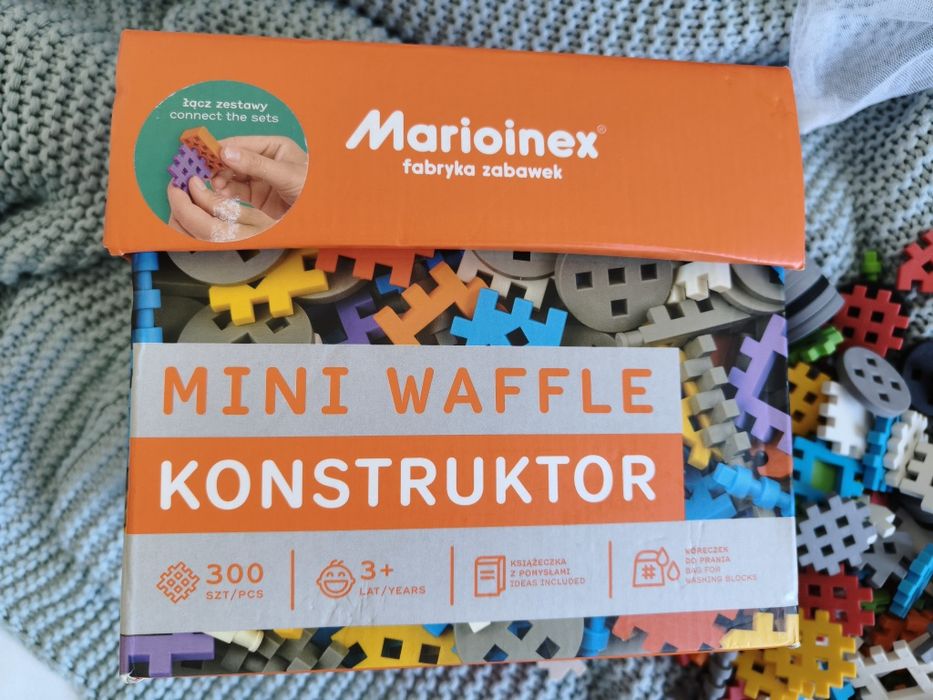 łącz zestawy
connect the sets
Marioinex®
fabryka zabawek
MINI WAFFLE
KONSTRUKTOR
300
SZT/PCS
3+
LAT/YEARS
KSIĄŻECZKA
Z POMYSŁAMI
IDEAS INCLUDED
WORECZEK
DO PRANIA
BAG FOR
WASHING BLOCKS